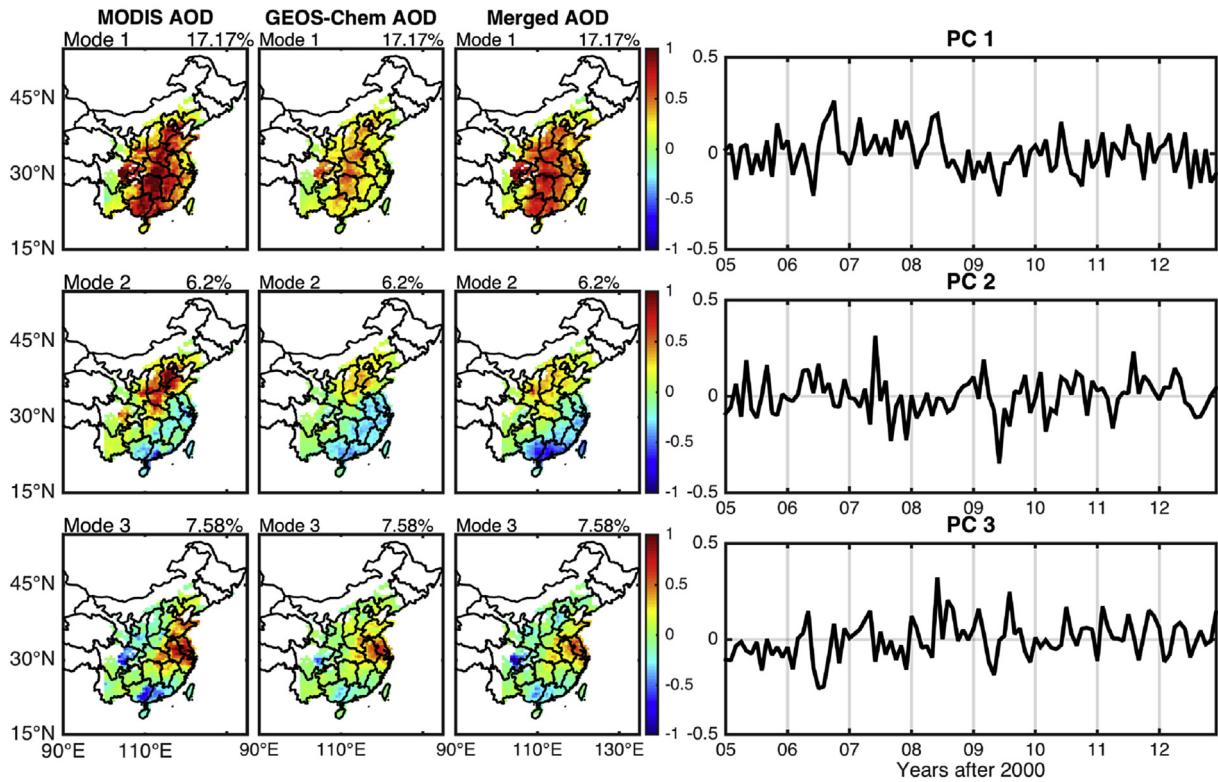 MODIS AOD GEOS-Chem AOD Merged AOD
Mode 1 17.17% Mode 1 17.17% Mode 1 17.17% PC 1
45°N
30°N
15°N
1
0.5
0
-0.5
-1
0.5
0
-0.5
05 06 07 08 09 10 11 12
Mode 2 6.2% Mode 2 6.2% Mode 2 6.2% PC 2
45°N
30°N
15°N
1
0.5
0
-0.5
-1
0.5
0
-0.5
05 06 07 08 09 10 11 12
Mode 3 7.58% Mode 3 7.58% Mode 3 7.58% PC 3
45°N
30°N
15°N
90°E 110°E 90°E 110°E 90°E 110°E 130°E
1
0.5
0
-0.5
-1
0.5
0
-0.5
05 06 07 08 09 10 11 12
Years after 2000